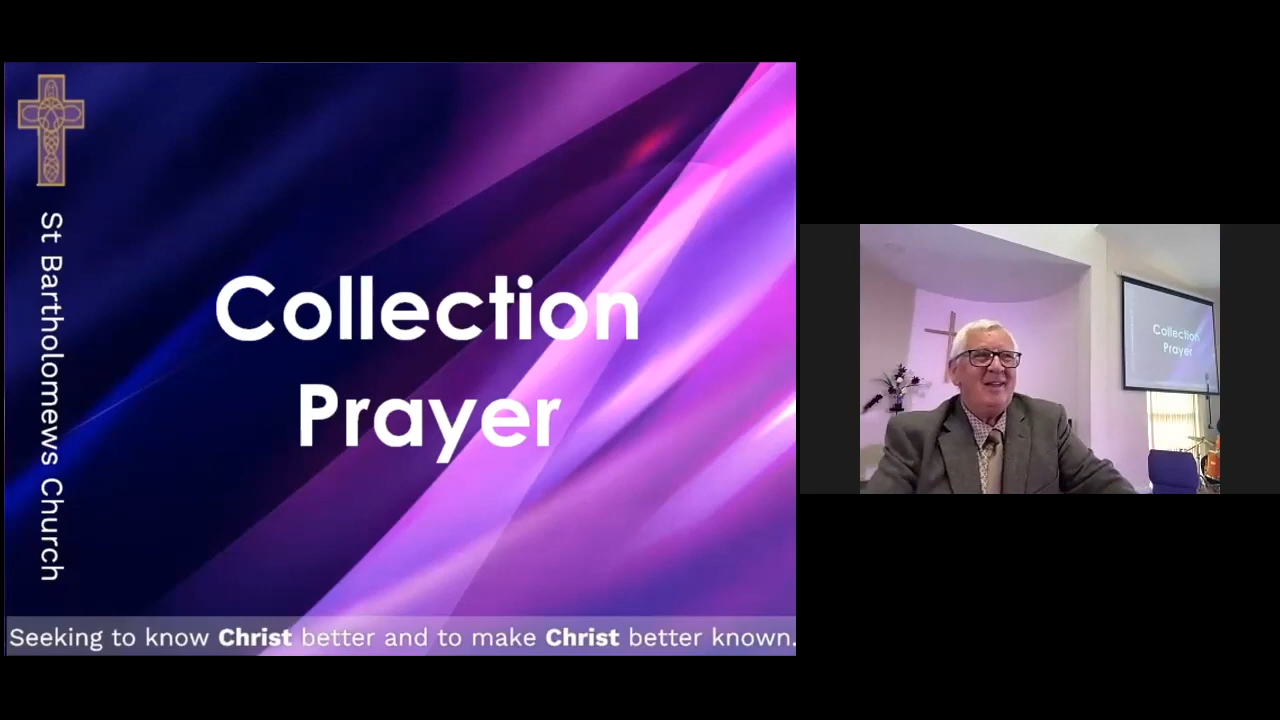 St Bartholomews Church
Collection
Prayer
Seeking to know Christ better and to make Christ better known.
Collection
Prayer